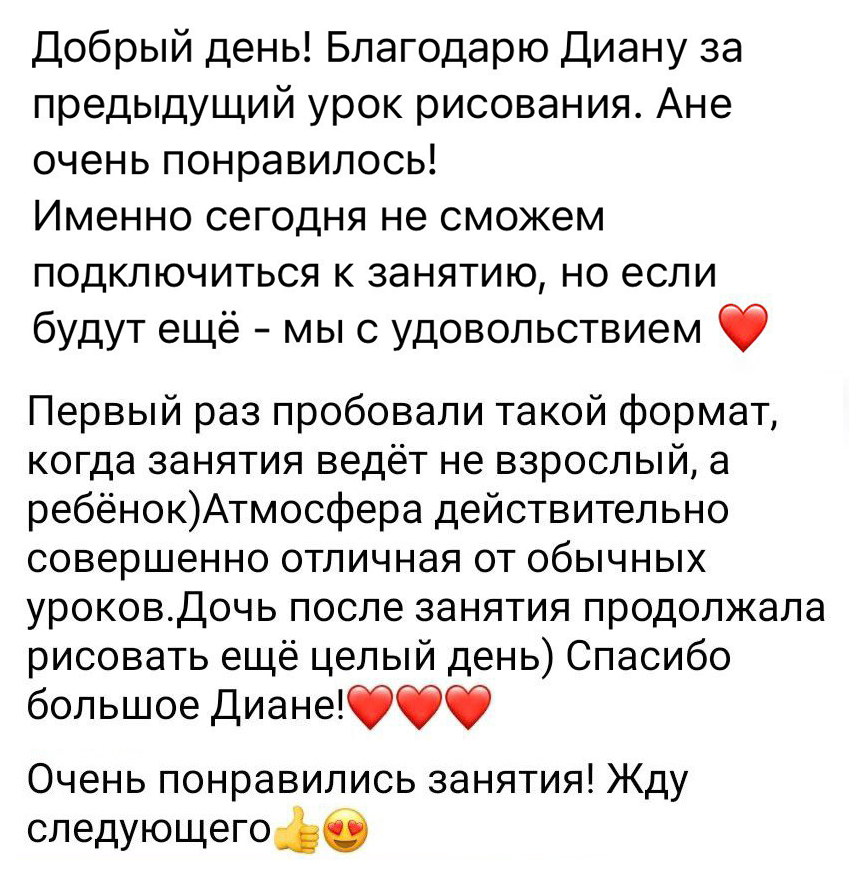 Добрый день! Благодарю Диану за
предыдущий урок рисования. Ане
очень понравилось!
Именно сегодня не сможем
подключиться к занятию, но если
будут ещё - мы с удовольствием ❤️
Первый раз пробовали такой формат,
когда занятия ведёт не взрослый, а
ребёнок)Атмосфера действительно
совершенно отличная от обычных
уроков.Дочь после занятия продолжала
рисовать ещё целый день) Спасибо
большое Диане!❤️❤️❤️
Очень понравились занятия! Жду
следующего👍😍